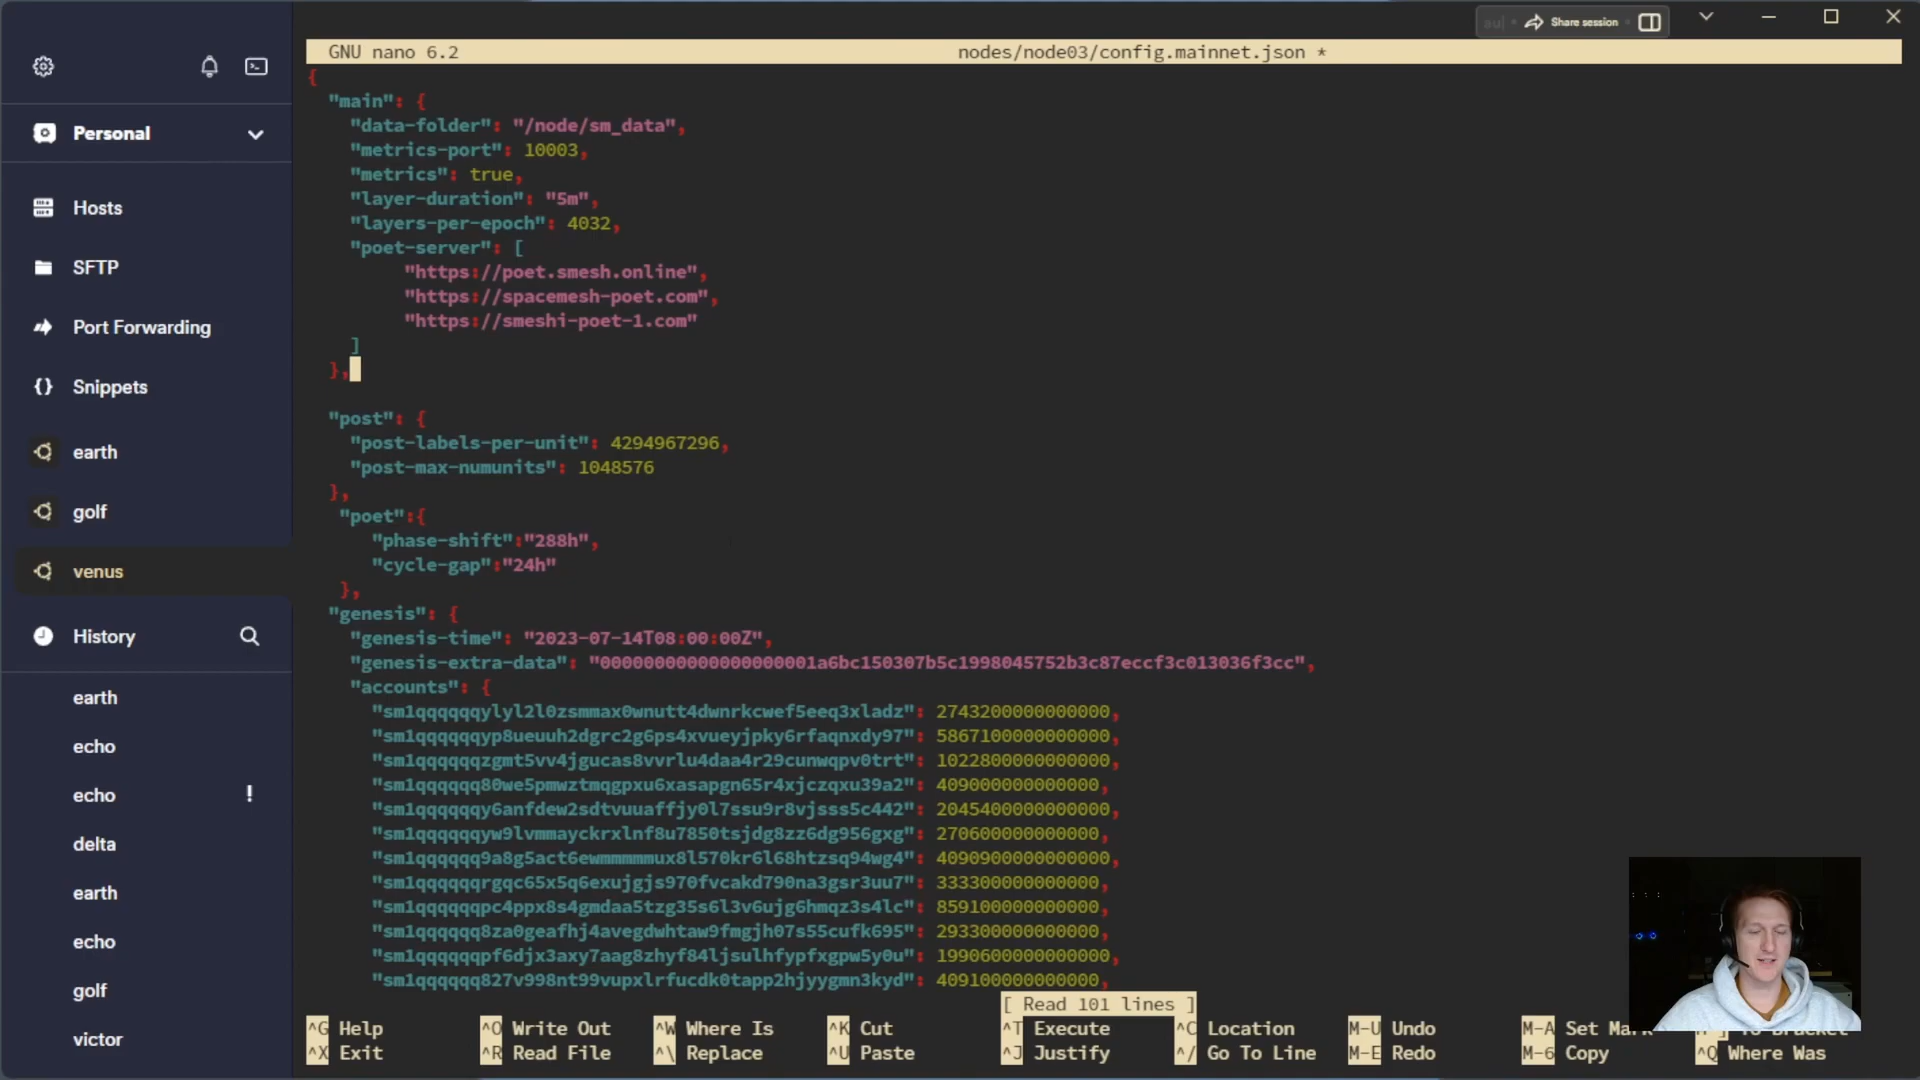 au
Share session
Personal
Hosts
SFTP
Port Forwarding
Snippets
earth
golf
venus
History
earth
echo
echo !
delta
earth
echo
golf
victor
GNU nano 6.2 nodes/node03/config.mainnet.json *
{
"main": {
"data-folder": "/node/sm_data",
"metrics-port": 10003,
"metrics": true,
"layer-duration": "5m",
"layers-per-epoch": 4032,
"poet-server": [
"https://poet.smesh.online",
"https://spacemesh-poet.com",
"https://smeshi-poet-1.com"
]
},
"post": {
"post-labels-per-unit": 4294967296,
"post-max-numunits": 1048576
},
"poet":{
"phase-shift":"288h",
"cycle-gap":"24h"
},
"genesis": {
"genesis-time": "2023-07-14T08:00:00Z",
"genesis-extra-data": "00000000000000000001a6bc150307b5c1998045752b3c87eccf3c013036f3cc",
"accounts": {
"sm1qqqqqqylyl2l0zsmmax0wnutt4dwnrkcwef5eeq3xladz": 2743200000000000,
"sm1qqqqqqyp8ueuuh2dgrc2g6ps4xvueyjpky6rfaqnxdy97": 5867100000000000,
"sm1qqqqqqzgmt5vv4jgucas8vvrlu4daa4r29cunwqpv0trt": 1022800000000000,
"sm1qqqqqq80we5pmwztmqgpxu6xasapgn65r4xjczqxu39a2": 409000000000000,
"sm1qqqqqqy6anfdew2sdtvuuaffjy0l7ssu9r8vjsss5c442": 2045400000000000,
"sm1qqqqqqyw9lvmmayckrxlnf8u7850tsjdg8zz6dg956gxg": 270600000000000,
"sm1qqqqqq9a8g5act6ewmmmmmux8l570kr6l68htzsq94wg4": 4090900000000000,
"sm1qqqqqqrgqc65x5q6exujgjs970fvcakd790na3gsr3uu7": 333300000000000,
"sm1qqqqqqpc4ppx8s4gmdaa5tzg35s6l3v6ujg6hmqz3s4lc": 859100000000000,
"sm1qqqqqq8za0geafhj4avegdwhtaw9fmgjh07s55cufk695": 293300000000000,
"sm1qqqqqqpf6djx3axy7aag8zhyf84ljsulhfypfxgpw5y0u": 1990600000000000,
"sm1qqqqqq827v998nt99vupxlrfucdk0tapp2hjyygmn3kyd": 409100000000000,
[ Read 101 lines ]
^G Help ^O Write Out ^W Where Is ^K Cut ^T Execute ^C Location M-U Undo M-A Set Mark
^X Exit ^R Read File ^\ Replace ^U Paste ^J Justify ^/ Go To Line M-E Redo M-6 Copy ^Q Where Was